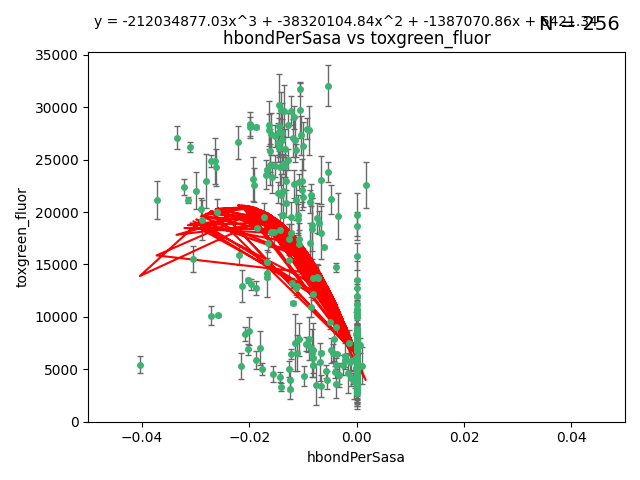 y = -212034877.03x^3 + -38320104.84x^2 + -1387070.86x + 6421.34
N = 256
hbondPerSasa vs toxgreen_fluor
35000
30000
25000
20000
15000
10000
5000
0
toxgreen_fluor
−0.04
−0.02
0.00
0.02
0.04
hbondPerSasa